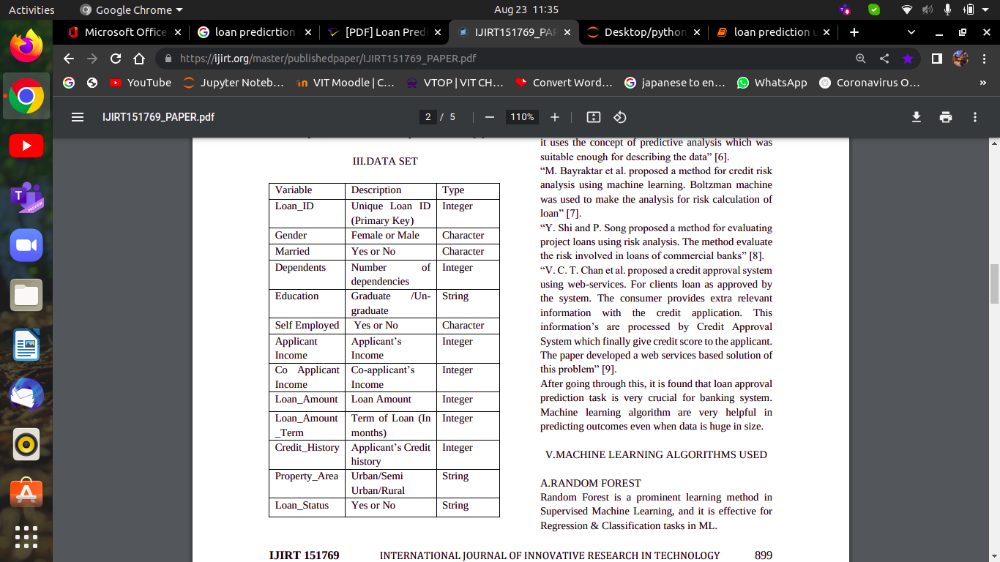 Activities
Google Chrome
Aug 23 11:35
Microsoft Office
loan predicrtion
[PDF] Loan Predi
IJIRT151769_PAP
Desktop/python
loan prediction u
https://ijirt.org/master/publishedpaper/IJIRT151769_PAPER.pdf
YouTube
Jupyter Noteb...
VIT Moodle | C...
VTOP | VIT CH...
Convert Word...
japanese to en...
WhatsApp
Coronavirus O...
»
IJIRT151769_PAPER.pdf
2 / 5
110%
III.DATA SET
Variable Description Type
Loan_ID Unique Loan ID Integer
(Primary Key)
Gender Female or Male Character
Married Yes or No Character
Dependents Number of Integer
dependencies
Education Graduate /Un- String
graduate
Self Employed Yes or No Character
Applicant Applicant’s Integer
Income Income
Co Applicant Co-applicant’s Integer
Income Income
Loan_Amount Loan Amount Integer
Loan_Amount Term of Loan (In Integer
_Term months)
Credit_History Applicant’s Credit Integer
history
Property_Area Urban/Semi String
Urban/Rural
Loan_Status Yes or No String
it uses the concept of predictive analysis which was
suitable enough for describing the data” [6].
“M. Bayraktar et al. proposed a method for credit risk
analysis using machine learning. Boltzman machine
was used to make the analysis for risk calculation of
loan” [7].
“Y. Shi and P. Song proposed a method for evaluating
project loans using risk analysis. The method evaluate
the risk involved in loans of commercial banks” [8].
“V. C. T. Chan et al. proposed a credit approval system
using web-services. For clients loan as approved by
the system. The consumer provides extra relevant
information with the credit application. This
information’s are processed by Credit Approval
System which finally give credit score to the applicant.
The paper developed a web services based solution of
this problem” [9].
After going through this, it is found that loan approval
prediction task is very crucial for banking system.
Machine learning algorithm are very helpful in
predicting outcomes even when data is huge in size.
V.MACHINE LEARNING ALGORITHMS USED
A.RANDOM FOREST
Random Forest is a prominent learning method in
Supervised Machine Learning, and it is effective for
Regression & Classification tasks in ML.
IJIRT 151769 INTERNATIONAL JOURNAL OF INNOVATIVE RESEARCH IN TECHNOLOGY 899